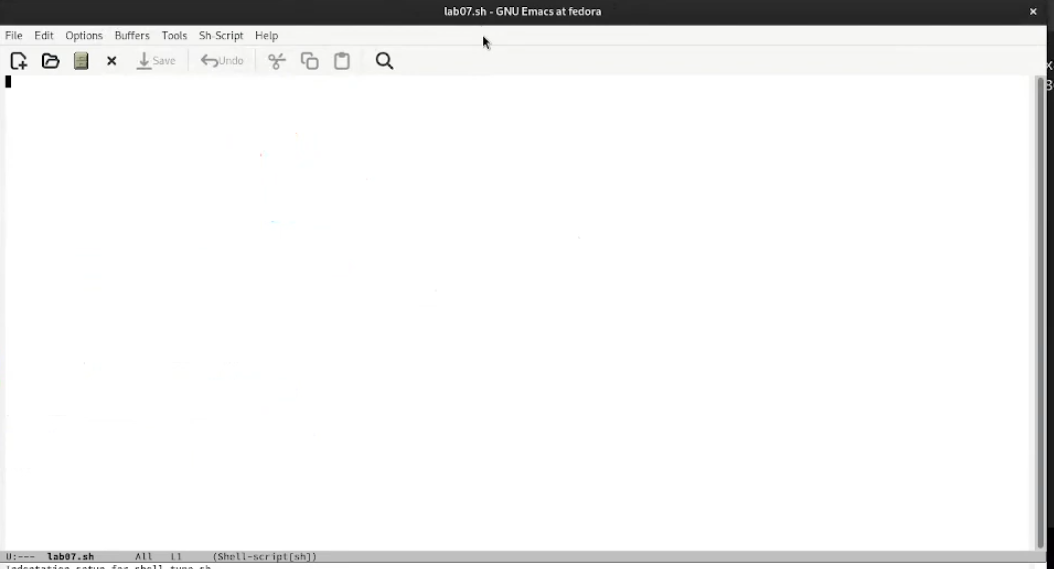 lab07.sh - GNU Emacs at fedora
File Edit Options Buffers Tools Sh-Script Help
Save Undo
U:--- lab07.sh All L1 (Shell-script[sh])
Indentation setup for shell type sh